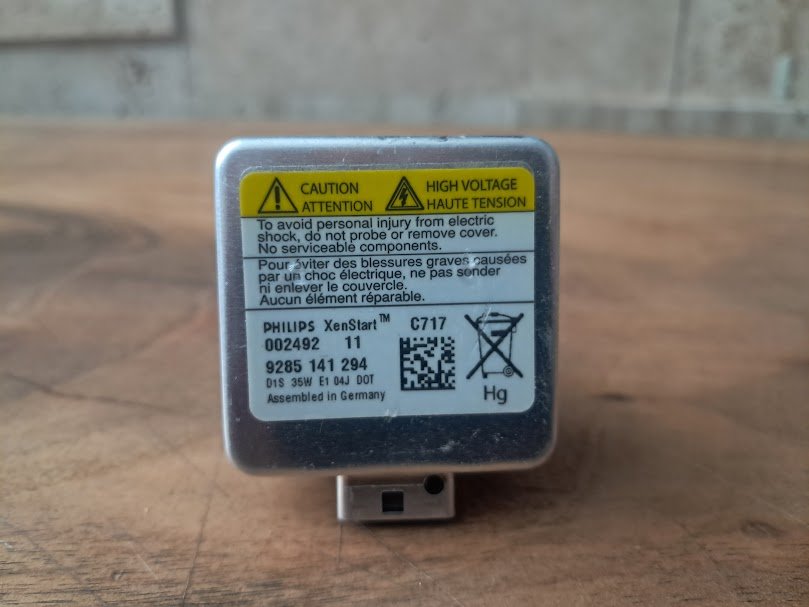 CAUTION
ATTENTION
HIGH VOLTAGE
HAUTE TENSION
To avoid personal injury from electric
shock, do not probe or remove cover.
No serviceable components.
Pour éviter des blessures graves causées
par un choc électrique, ne pas sonder
ni enlever le couvercle.
Aucun élément réparable.
PHILIPS XenStart™ C717
002492 11
9285 141 294
D1S 35W E1 04J DOT
Assembled in Germany
Hg